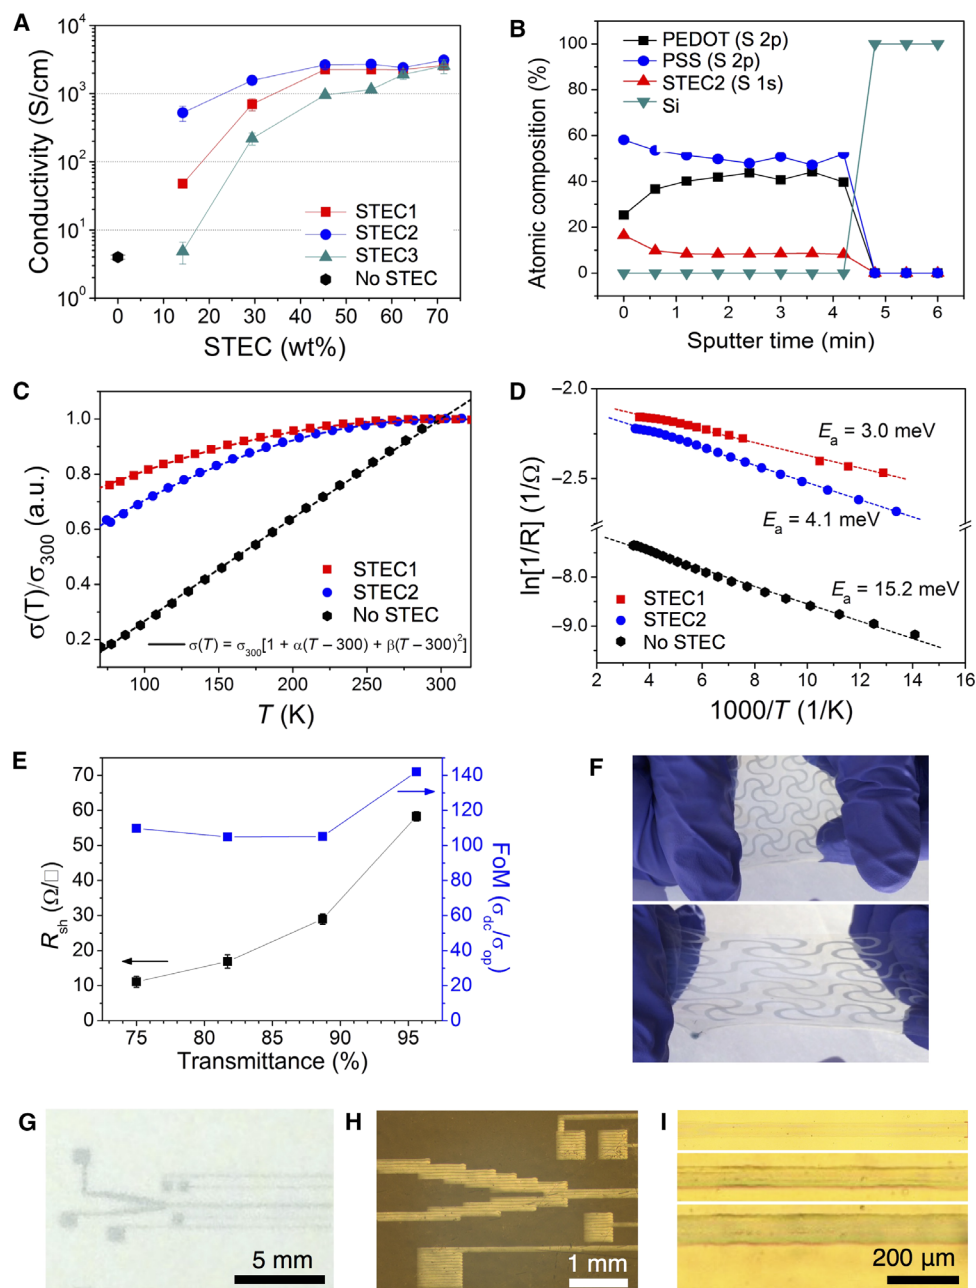 A
Conductivity (S/cm)
10⁴
10³
10²
10¹
10⁰
STEC1
STEC2
STEC3
No STEC
0 10 20 30 40 50 60 70
STEC (wt%)
B
Atomic composition (%)
100
80
60
40
20
0
PEDOT (S 2p)
PSS (S 2p)
STEC2 (S 1s)
Si
0 1 2 3 4 5 6
Sputter time (min)
C
σ(T)/σ₃₀₀ (a.u.)
1.0
0.8
0.6
0.4
0.2
STEC1
STEC2
No STEC
σ(T) = σ₃₀₀[1 + α(T − 300) + β(T − 300)²]
100 150 200 250 300
T (K)
D
ln[1/R] (1/Ω)
−2.0
−2.5
−8.0
−9.0
Eₐ = 3.0 meV
Eₐ = 4.1 meV
Eₐ = 15.2 meV
STEC1
STEC2
No STEC
2 4 6 8 10 12 14 16
1000/T (1/K)
E
R_sh (Ω/□)
70
60
50
40
30
20
10
0
140
120
100
80
60
40
20
0
FoM (σ_dc/σ_op)
75 80 85 90 95
Transmittance (%)
F
G
5 mm
H
1 mm
I
200 µm